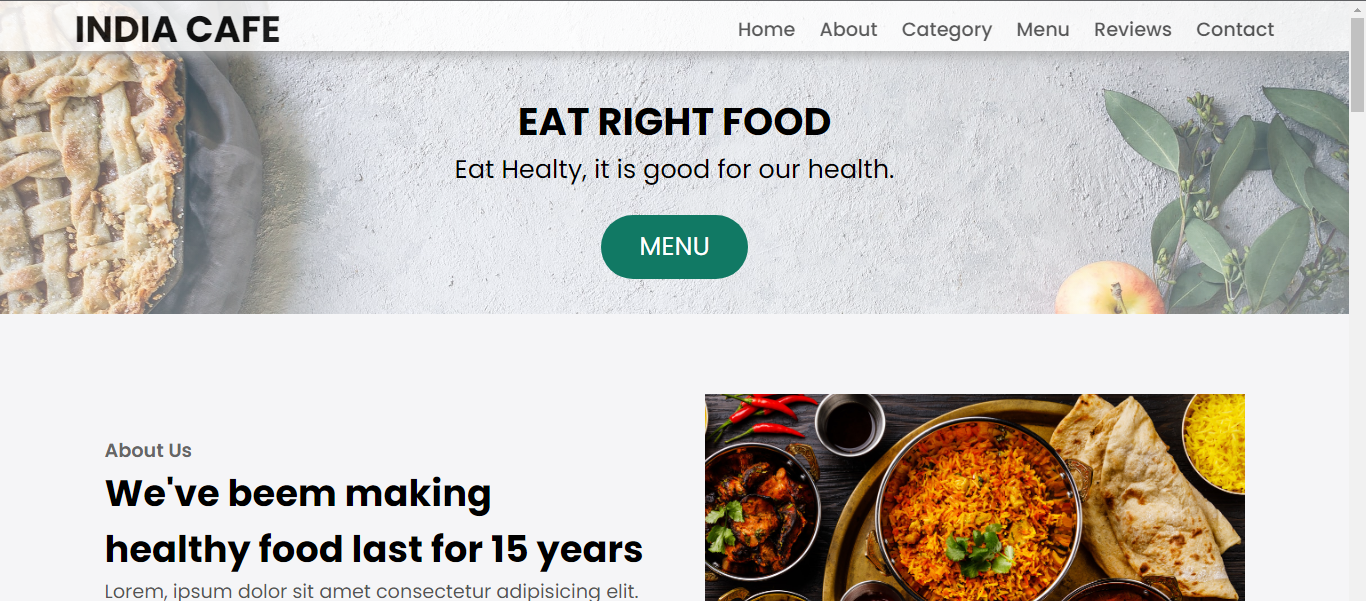 INDIA CAFE
Home About Category Menu Reviews Contact
EAT RIGHT FOOD
Eat Healty, it is good for our health.
MENU
About Us
We've beem making
healthy food last for 15 years
Lorem, ipsum dolor sit amet consectetur adipisicing elit.